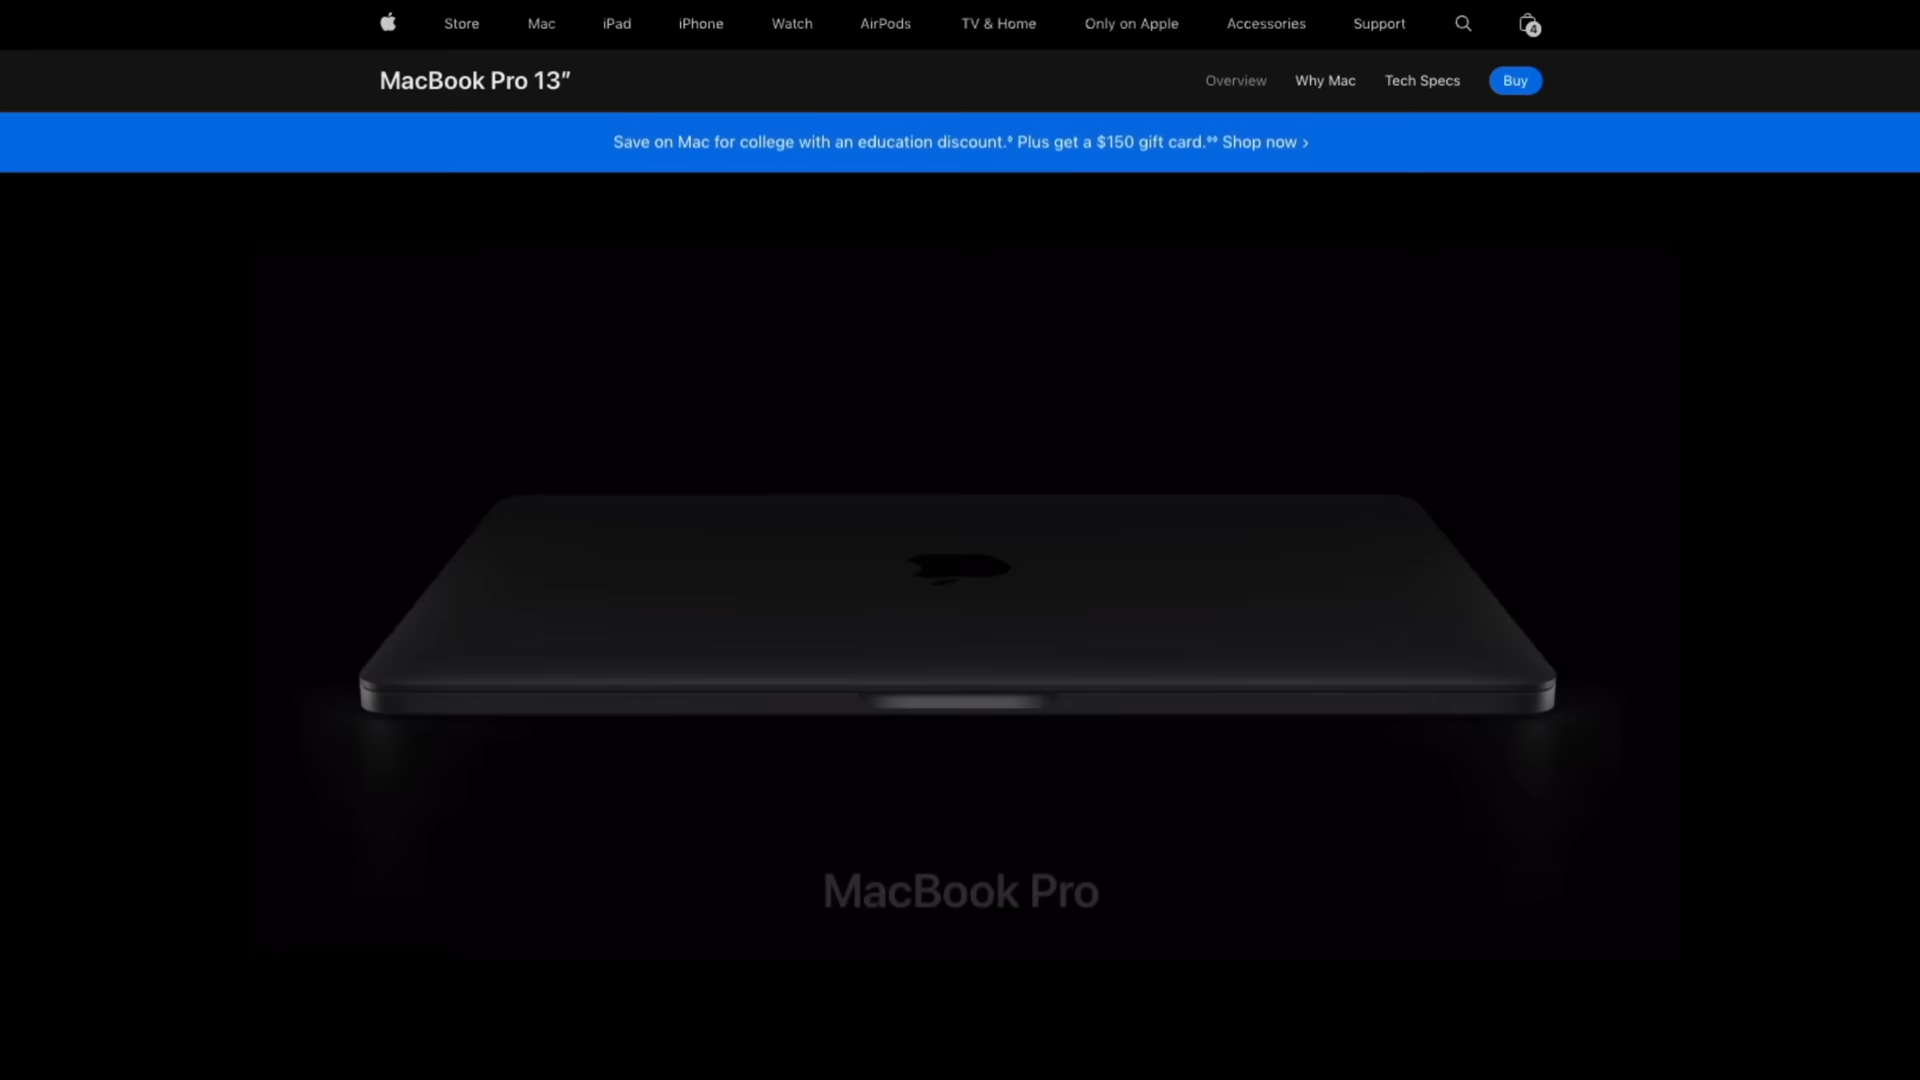 Store Mac iPad iPhone Watch AirPods TV & Home Only on Apple Accessories Support 4
MacBook Pro 13″ Overview Why Mac Tech Specs Buy
Save on Mac for college with an education discount.◊ Plus get a $150 gift card.◊◊ Shop now ›
MacBook Pro